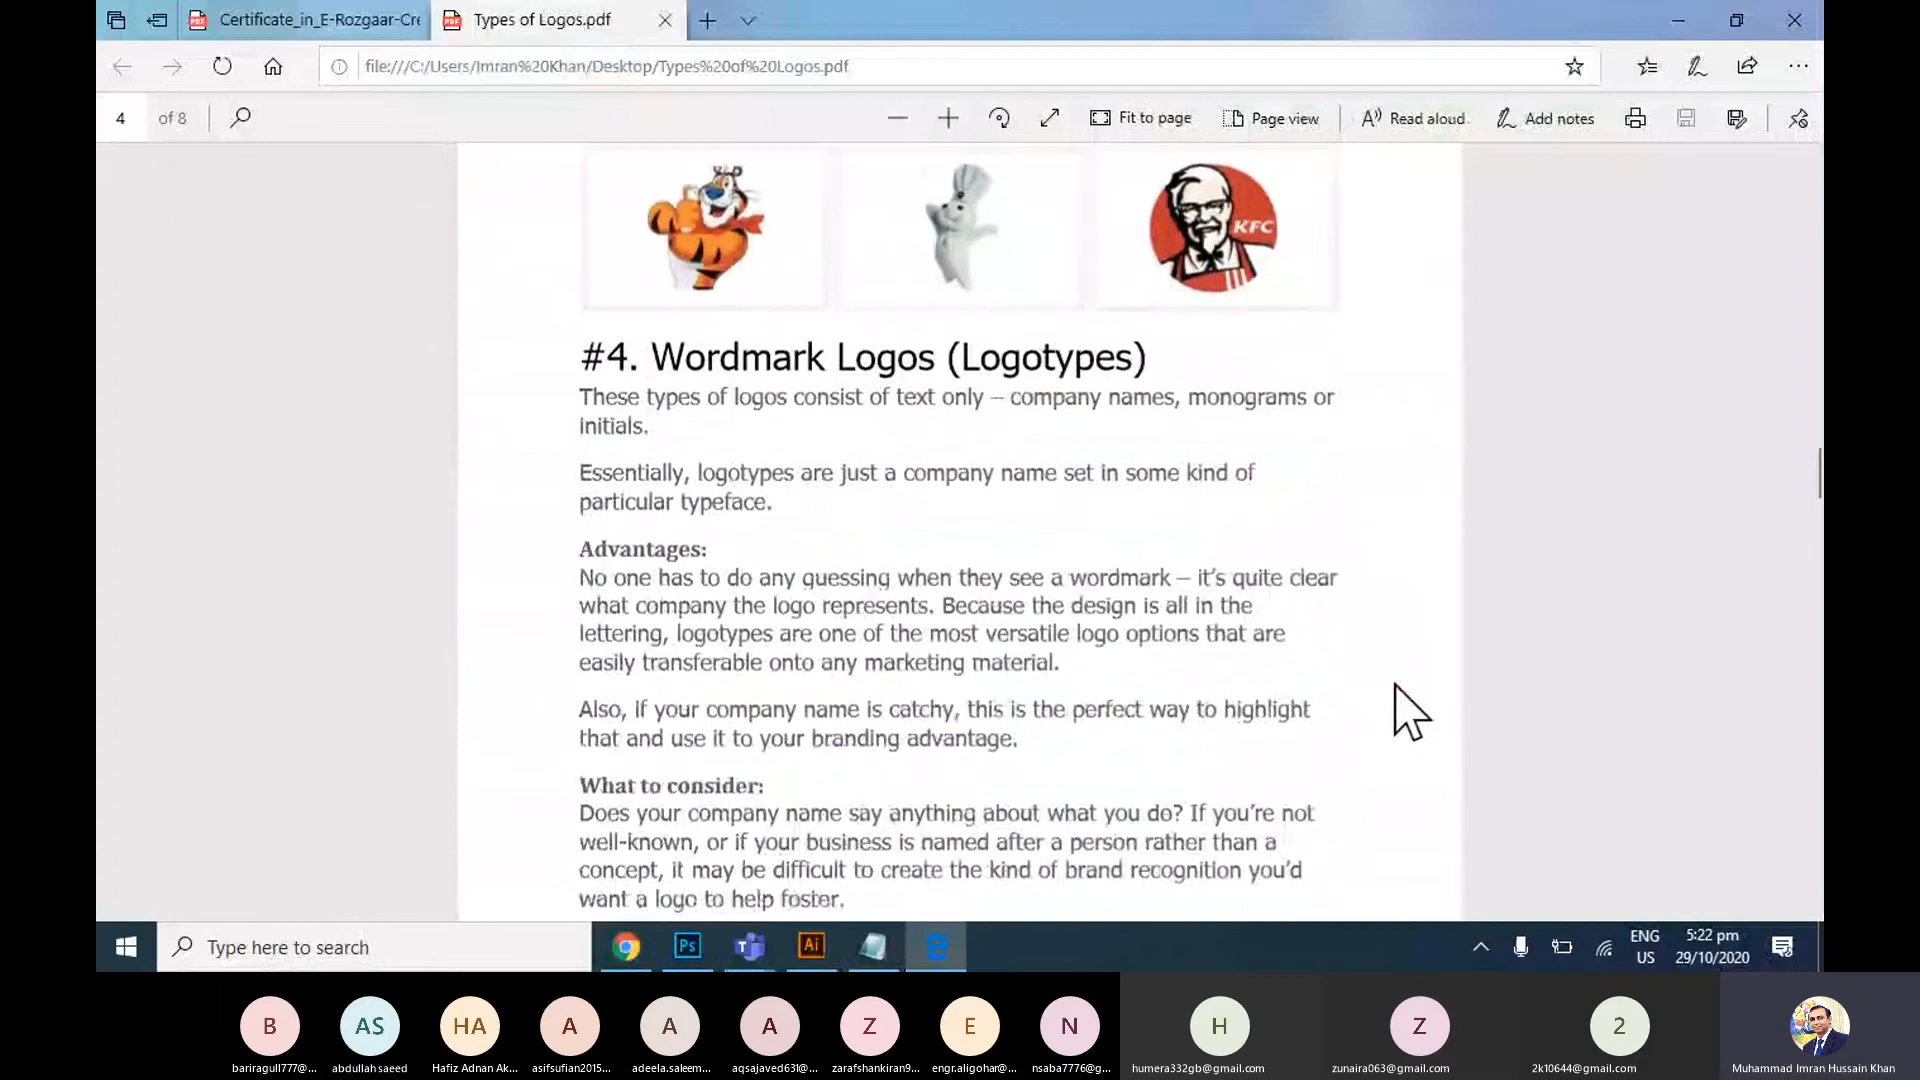 Certificate_in_E-Rozgaar-Cre
Types of Logos.pdf
file:///C:/Users/Imran%20Khan/Desktop/Types%20of%20Logos.pdf
4 of 8
Fit to page
Page view
Read aloud
Add notes
KFC
#4. Wordmark Logos (Logotypes)
These types of logos consist of text only – company names, monograms or
initials.
Essentially, logotypes are just a company name set in some kind of
particular typeface.
Advantages:
No one has to do any guessing when they see a wordmark – it’s quite clear
what company the logo represents. Because the design is all in the
lettering, logotypes are one of the most versatile logo options that are
easily transferable onto any marketing material.
Also, if your company name is catchy, this is the perfect way to highlight
that and use it to your branding advantage.
What to consider:
Does your company name say anything about what you do? If you’re not
well-known, or if your business is named after a person rather than a
concept, it may be difficult to create the kind of brand recognition you’d
want a logo to help foster.
Type here to search
Ps
Ai
ENG
US
5:22 pm
29/10/2020
B AS HA A A A Z E N H Z 2
bariragull777@... abdullah saeed Hafiz Adnan Ak... asifsufian2015... adeela.saleem... aqsajaved631@... zarafshankiran9... engr.aligohar@... nsaba7776@g... humera332gb@gmail.com zunaira063@gmail.com 2k10644@gmail.com Muhammad Imran Hussain Khan